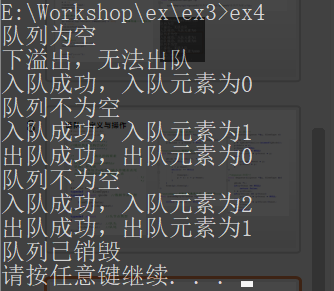 E:\Workshop\ex\ex3>ex4
队列为空
下溢出,无法出队
入队成功,入队元素为0
队列不为空
入队成功,入队元素为1
出队成功,出队元素为0
队列不为空
入队成功,入队元素为2
出队成功,出队元素为1
队列已销毁
请按任意键继续. . .